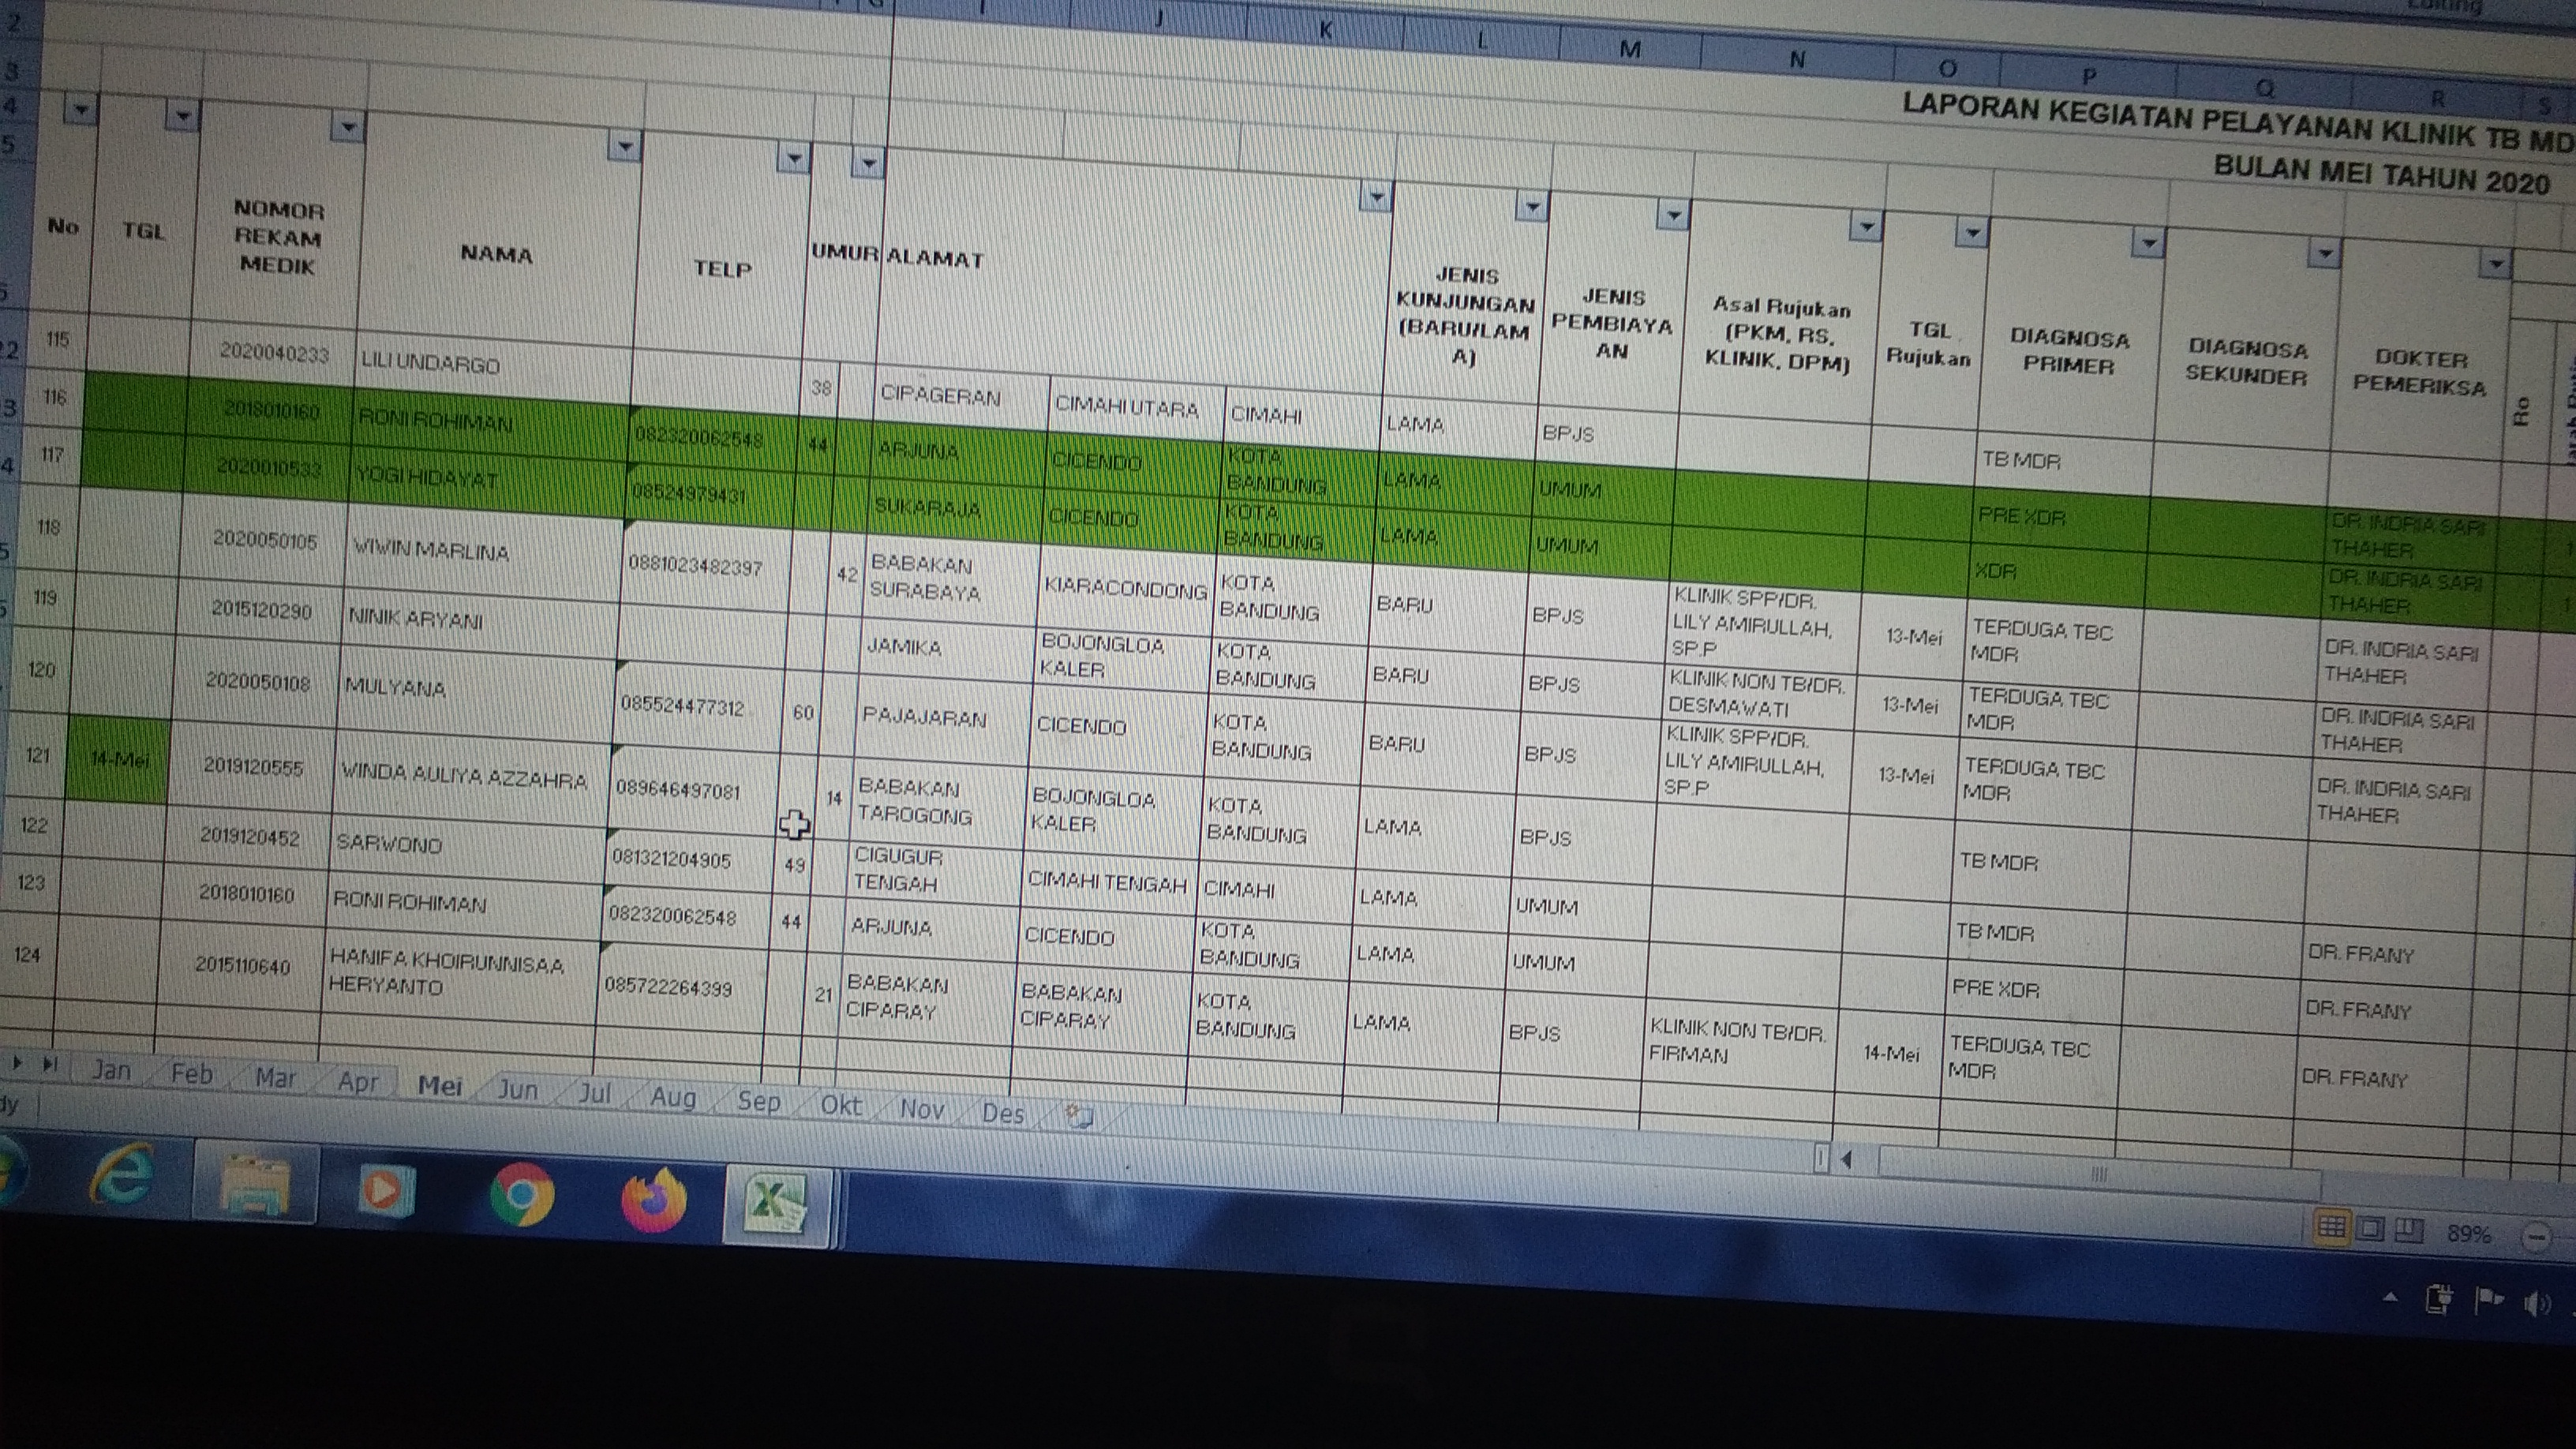 Editing
I J K L M N O P Q R S
2
3
4
5
LAPORAN KEGIATAN PELAYANAN KLINIK TB MD
BULAN MEI TAHUN 2020
No TGL NOMOR REKAM MEDIK NAMA TELP UMUR ALAMAT JENIS KUNJUNGAN (BARU/LAMA) JENIS PEMBIAYAAN Asal Rujukan (PKM, RS, KLINIK, DPM) TGL Rujukan DIAGNOSA PRIMER DIAGNOSA SEKUNDER DOKTER PEMERIKSA Ro
115 2020040233 LILI UNDARGO 38 CIPAGERAN CIMAHI UTARA CIMAHI LAMA BPJS TB MDR
116 2018010160 RONI ROHIMAN 082320062548 44 ARJUNA CICENDO KOTA BANDUNG LAMA UMUM PRE XDR DR. INDRIA SARI THAHER
117 2020010533 YOGI HIDAYAT 08524979431 SUKARAJA CICENDO KOTA BANDUNG LAMA UMUM XDR DR. INDRIA SARI THAHER
118 2020050105 WIWIN MARLINA 0881023482397 42 BABAKAN SURABAYA KIARACONDONG KOTA BANDUNG BARU BPJS KLINIK SPP/DR. LILY AMIRULLAH, SP.P 13-Mei TERDUGA TBC MDR DR. INDRIA SARI THAHER
119 2015120290 NINIK ARYANI JAMIKA BOJONGLOA KALER KOTA BANDUNG BARU BPJS KLINIK NON TB/DR. DESMAWATI 13-Mei TERDUGA TBC MDR DR. INDRIA SARI THAHER
120 2020050108 MULYANA 085524477312 60 PAJAJARAN CICENDO KOTA BANDUNG BARU BPJS KLINIK SPP/DR. LILY AMIRULLAH, SP.P 13-Mei TERDUGA TBC MDR DR. INDRIA SARI THAHER
121 14-Mei 2019120555 WINDA AULIYA AZZAHRA 089646497081 14 BABAKAN TAROGONG BOJONGLOA KALER KOTA BANDUNG LAMA BPJS TB MDR
122 2019120452 SARWONO 081321204905 49 CIGUGUR TENGAH CIMAHI TENGAH CIMAHI LAMA UMUM TB MDR DR. FRANY
123 2018010160 RONI ROHIMAN 082320062548 44 ARJUNA CICENDO KOTA BANDUNG LAMA UMUM PRE XDR DR. FRANY
124 2015110640 HANIFA KHOIRUNNISAA HERYANTO 085722264399 21 BABAKAN CIPARAY BABAKAN CIPARAY KOTA BANDUNG LAMA BPJS KLINIK NON TB/DR. FIRMAN 14-Mei TERDUGA TBC MDR DR. FRANY
Jan Feb Mar Apr Mei Jun Jul Aug Sep Okt Nov Des
dy
89%